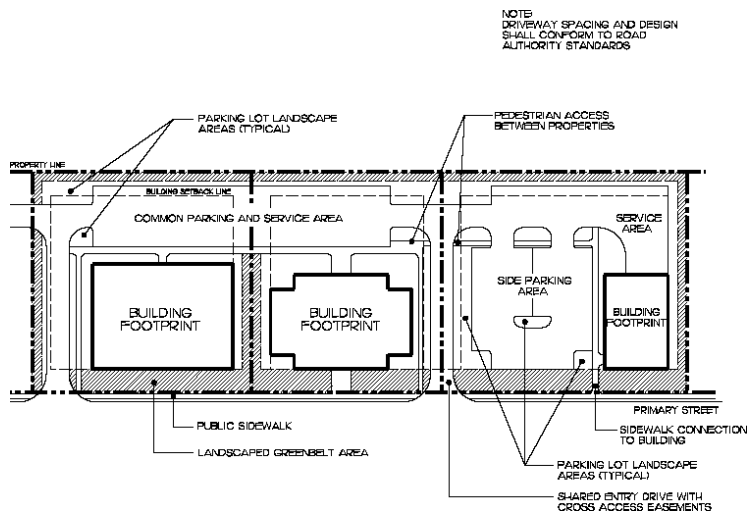 NOTE:
DRIVEWAY SPACING AND DESIGN
SHALL CONFORM TO ROAD
AUTHORITY STANDARDS
PARKING LOT LANDSCAPE
AREAS (TYPICAL)
PEDESTRIAN ACCESS
BETWEEN PROPERTIES
PROPERTY LINE
BUILDING SETBACK LINE
COMMON PARKING AND SERVICE AREA
SERVICE
AREA
SIDE PARKING
AREA
BUILDING
FOOTPRINT
BUILDING
FOOTPRINT
BUILDING
FOOTPRINT
PRIMARY STREET
PUBLIC SIDEWALK
SIDEWALK CONNECTION
TO BUILDING
LANDSCAPED GREENBELT AREA
PARKING LOT LANDSCAPE
AREAS (TYPICAL)
SHARED ENTRY DRIVE WITH
CROSS ACCESS EASEMENTS